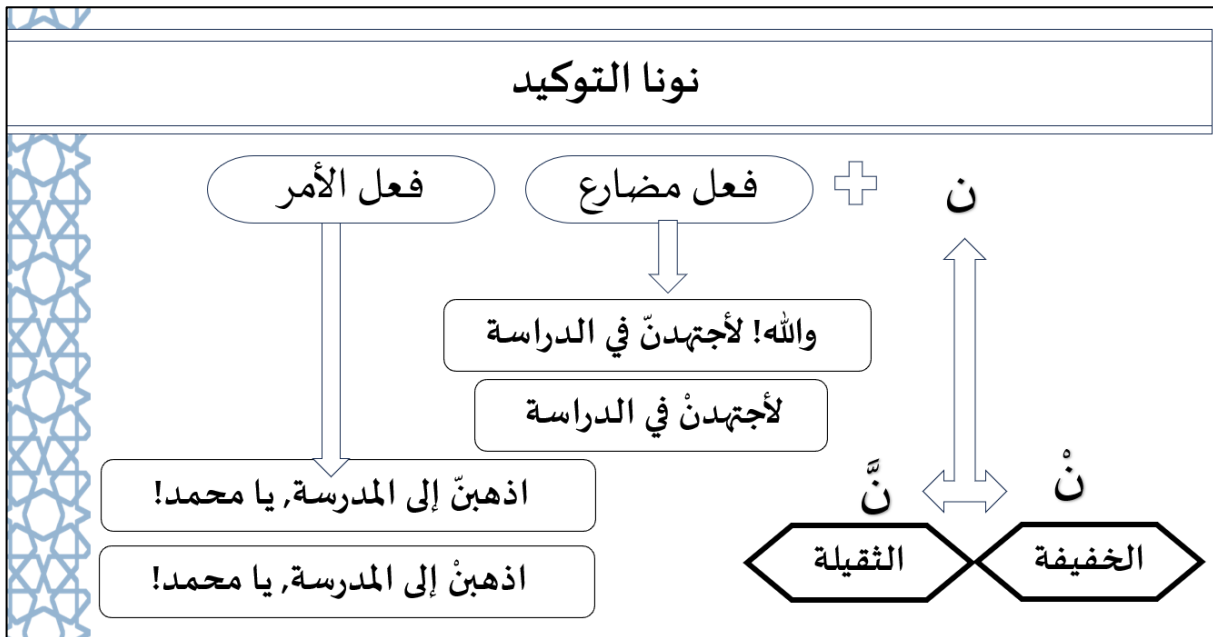 نونا التوكيد
ن
فعل مضارع
فعل الأمر
والله! لأجتهدنّ في الدراسة
لأجتهدنْ في الدراسة
اذهبنّ إلى المدرسة, يا محمد!
اذهبنْ إلى المدرسة, يا محمد!
نْ
نَّ
الخفيفة
الثقيلة